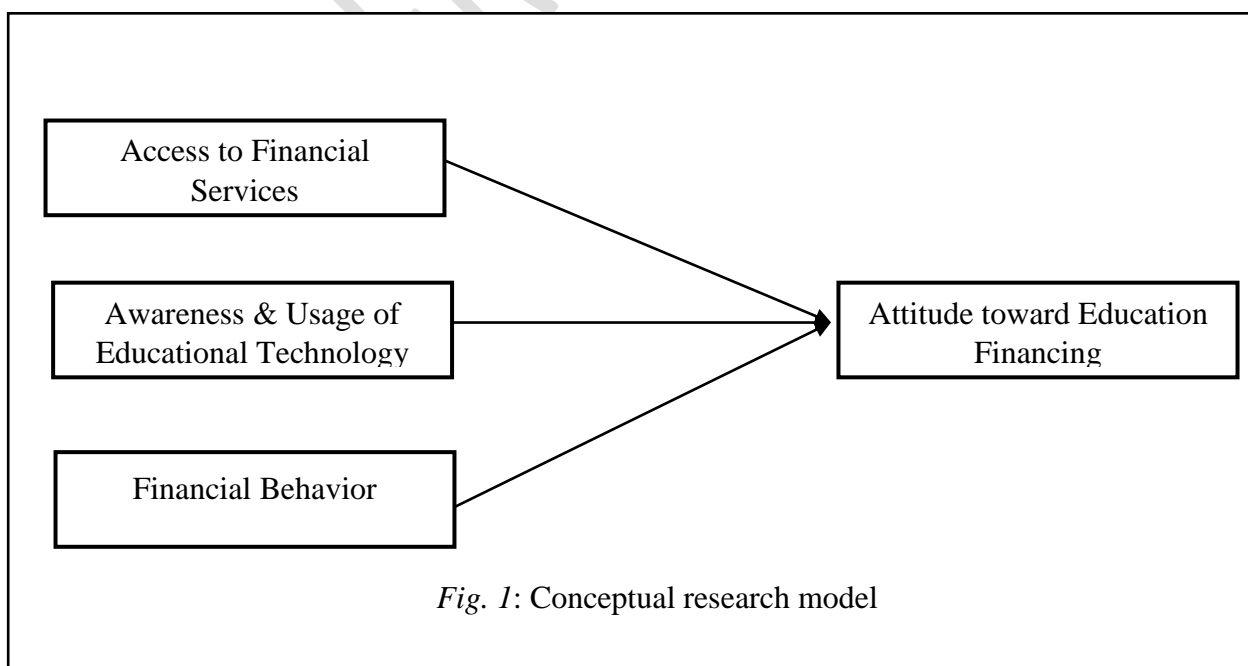 Access to Financial
Services
Awareness & Usage of
Educational Technology
Attitude toward Education
Financing
Financial Behavior
Fig. 1: Conceptual research model